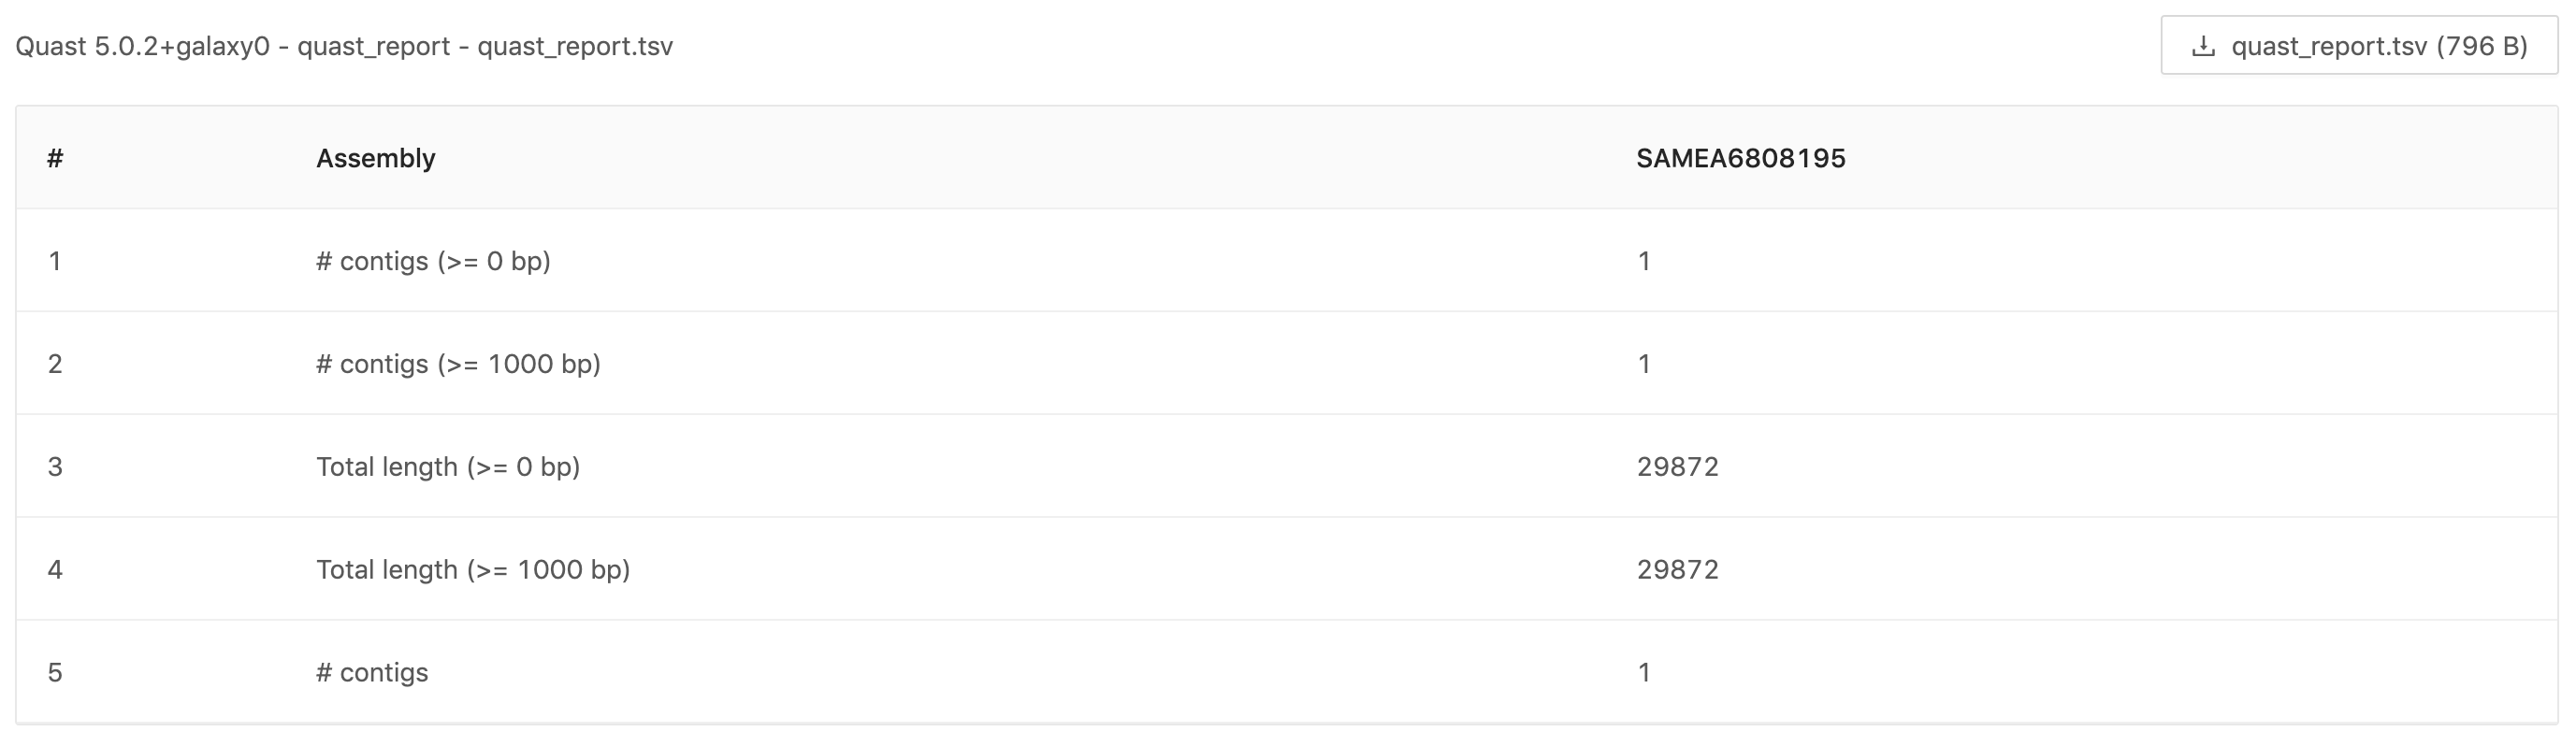 Quast 5.0.2+galaxy0 - quast_report - quast_report.tsv
quast_report.tsv (796 B)
# Assembly SAMEA6808195
1 # contigs (>= 0 bp) 1
2 # contigs (>= 1000 bp) 1
3 Total length (>= 0 bp) 29872
4 Total length (>= 1000 bp) 29872
5 # contigs 1